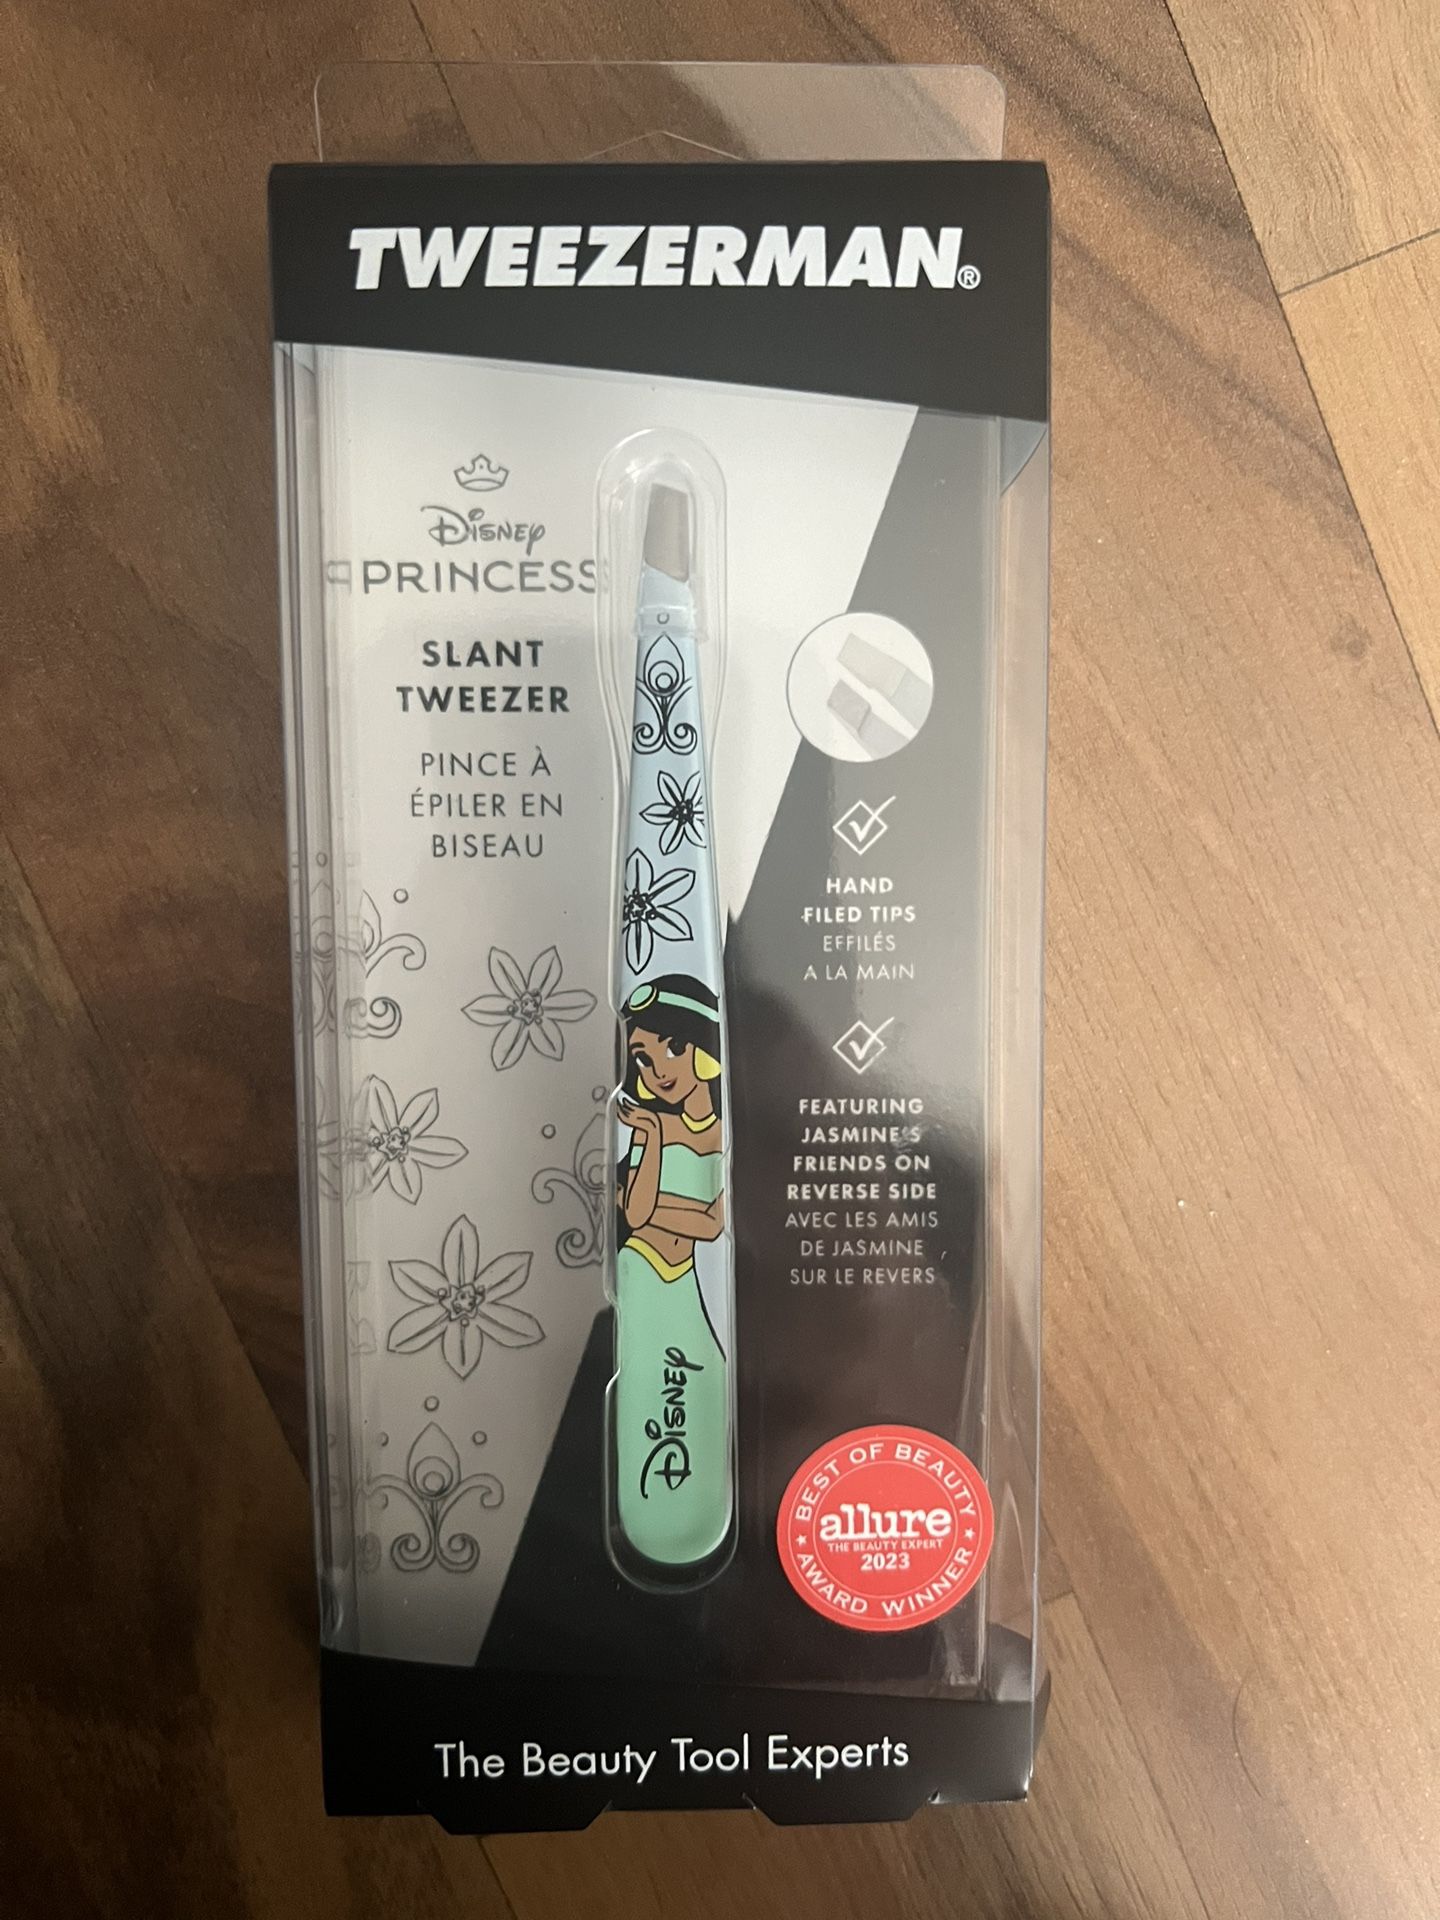 TWEEZERMAN®
Disney
PRINCESS
SLANT
TWEEZER
PINCE À
ÉPILER EN
BISEAU
HAND
FILED TIPS
EFFILÉS
A LA MAIN
FEATURING
JASMINE'S
FRIENDS ON
REVERSE SIDE
AVEC LES AMIS
DE JASMINE
SUR LE REVERS
Disney
BEST OF BEAUTY
allure
THE BEAUTY EXPERT
2023
AWARD WINNER
The Beauty Tool Experts